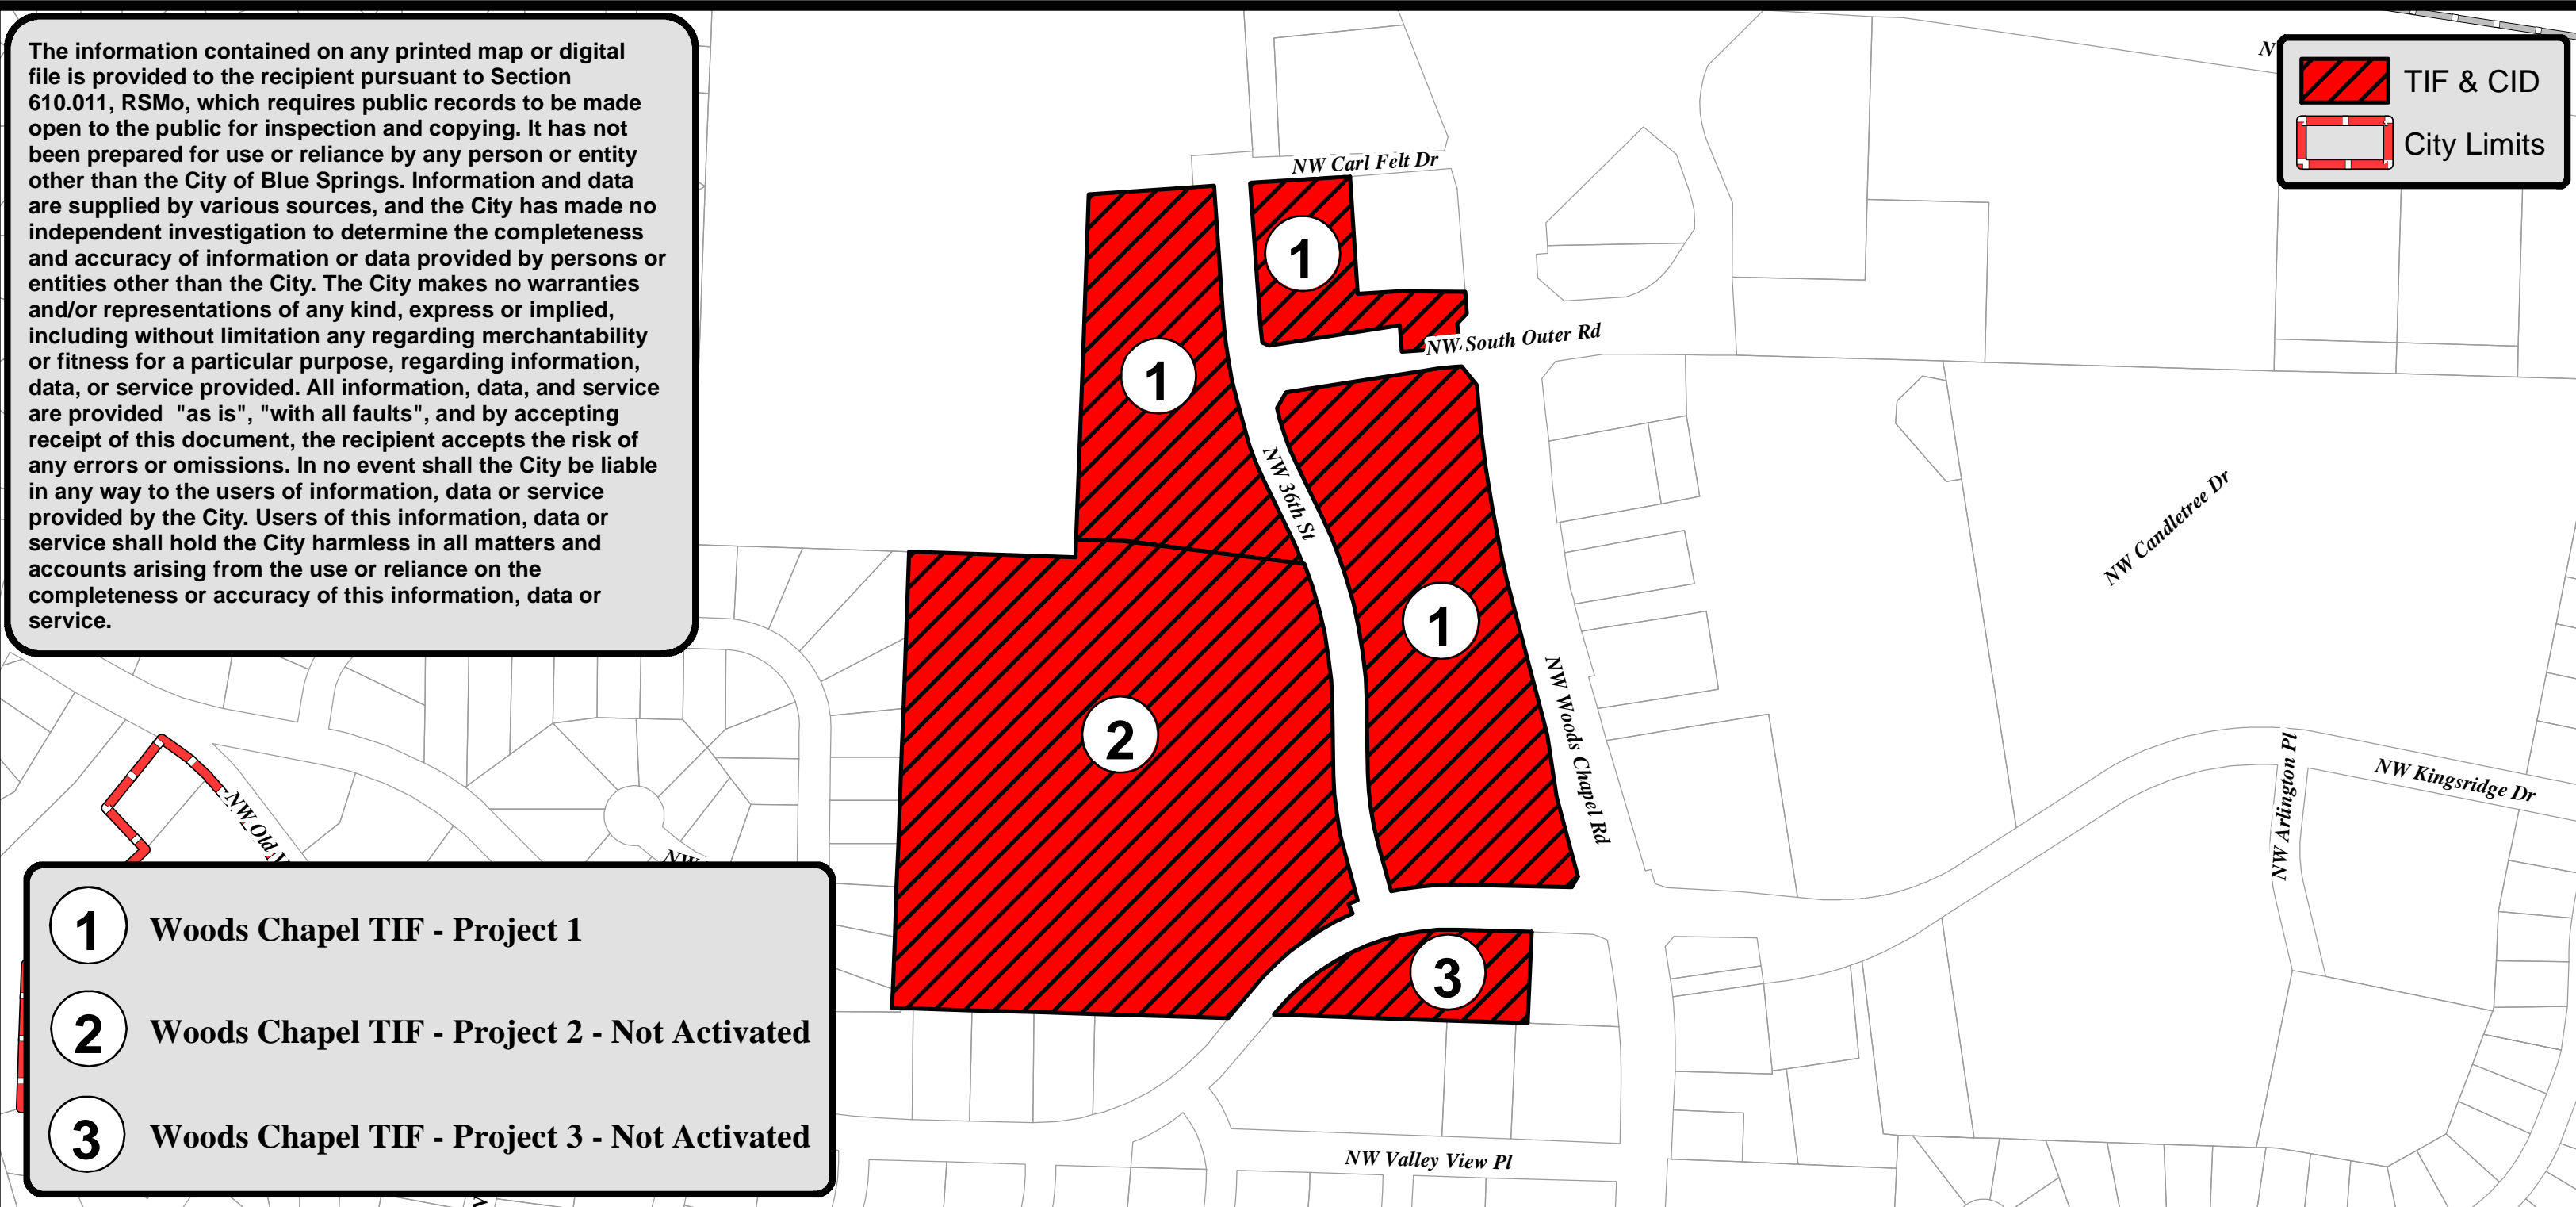 The information contained on any printed map or digital
file is provided to the recipient pursuant to Section
610.011, RSMo, which requires public records to be made
open to the public for inspection and copying. It has not
been prepared for use or reliance by any person or entity
other than the City of Blue Springs. Information and data
are supplied by various sources, and the City has made no
independent investigation to determine the completeness
and accuracy of information or data provided by persons or
entities other than the City. The City makes no warranties
and/or representations of any kind, express or implied,
including without limitation any regarding merchantability
or fitness for a particular purpose, regarding information,
data, or service provided. All information, data, and service
are provided  "as is", "with all faults", and by accepting
receipt of this document, the recipient accepts the risk of
any errors or omissions. In no event shall the City be liable
in any way to the users of information, data or service
provided by the City. Users of this information, data or
service shall hold the City harmless in all matters and
accounts arising from the use or reliance on the
completeness or accuracy of this information, data or
service.
TIF & CID
City Limits
NW Carl Felt Dr
1
NW South Outer Rd
1
NW 36th St
NW Candletree Dr
1
NW Woods Chapel Rd
2
NW Arlington Pl
NW Kingsridge Dr
NW Old
NW
3
NW Valley View Pl
1 Woods Chapel TIF - Project 1
2 Woods Chapel TIF - Project 2 - Not Activated
3 Woods Chapel TIF - Project 3 - Not Activated